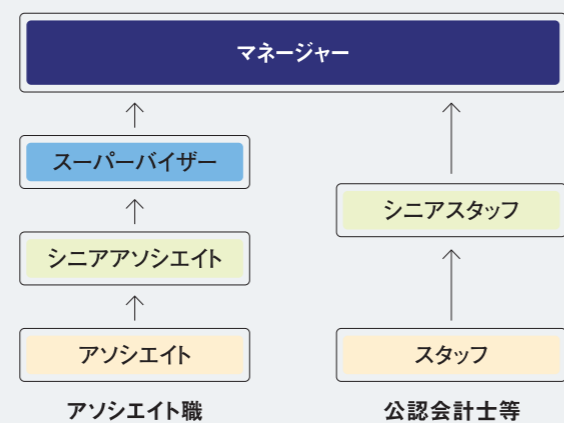 マネージャー
スーパーバイザー
シニアスタッフ
シニアアソシエイト
アソシエイト
スタッフ
アソシエイト職
公認会計士等